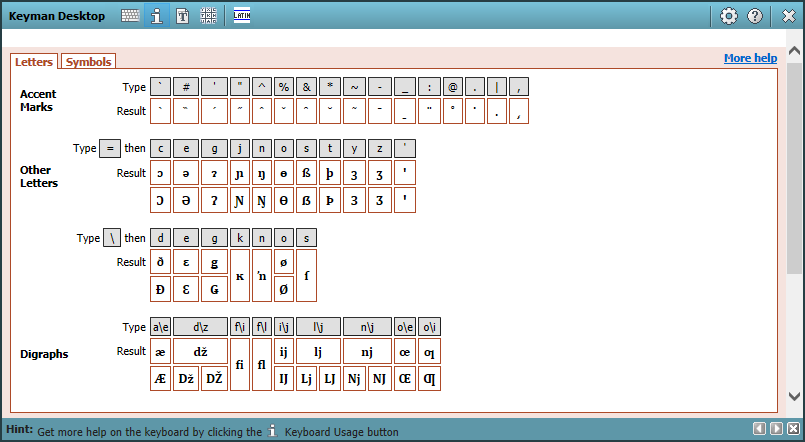 Keyman Desktop
LATIN
Letters Symbols More help
Accent Marks
Type ` # ' " ^ % & * ~ - _ : @ . | ,
Other Letters
Type = then c e g j n o s t y z '
Result ɔ ə ɂ ɲ ŋ ɵ ß þ ȝ ʒ ꞌ
Ɔ Ə Ɂ Ɲ Ŋ Ɵ ẞ Þ Ȝ Ʒ Ꞌ
Type \ then d e g k n o s
Result ð ɛ ǥ ĸ ŉ ø ſ
Đ Ɛ Ǥ Ø
Digraphs
Type a\e d\z f\i f\l i\j l\j n\j o\e o\i
Result æ dž fi fl ij lj nj œ ƣ
Æ Dž DŽ IJ Lj LJ Nj NJ Œ Ƣ
Hint: Get more help on the keyboard by clicking the Keyboard Usage button